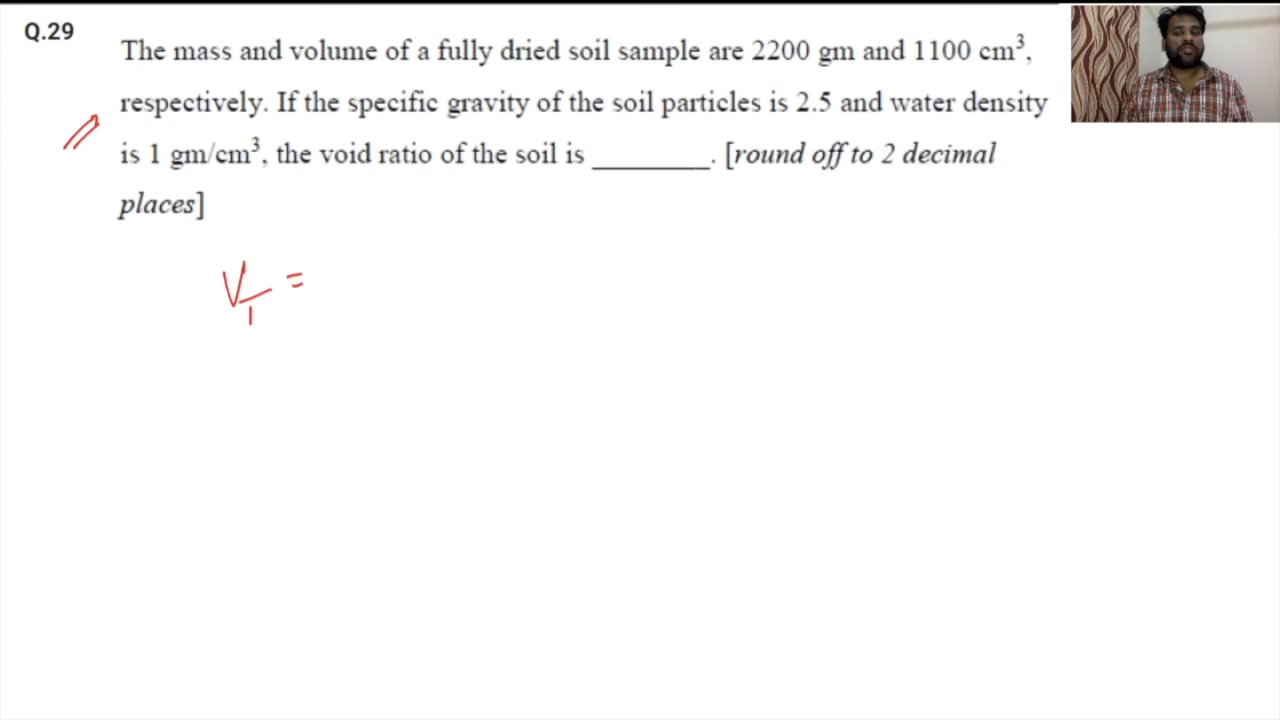 Q.29
The mass and volume of a fully dried soil sample are 2200 gm and 1100 cm³,
respectively. If the specific gravity of the soil particles is 2.5 and water density
is 1 gm/cm³, the void ratio of the soil is ________. [round off to 2 decimal
places]
V =